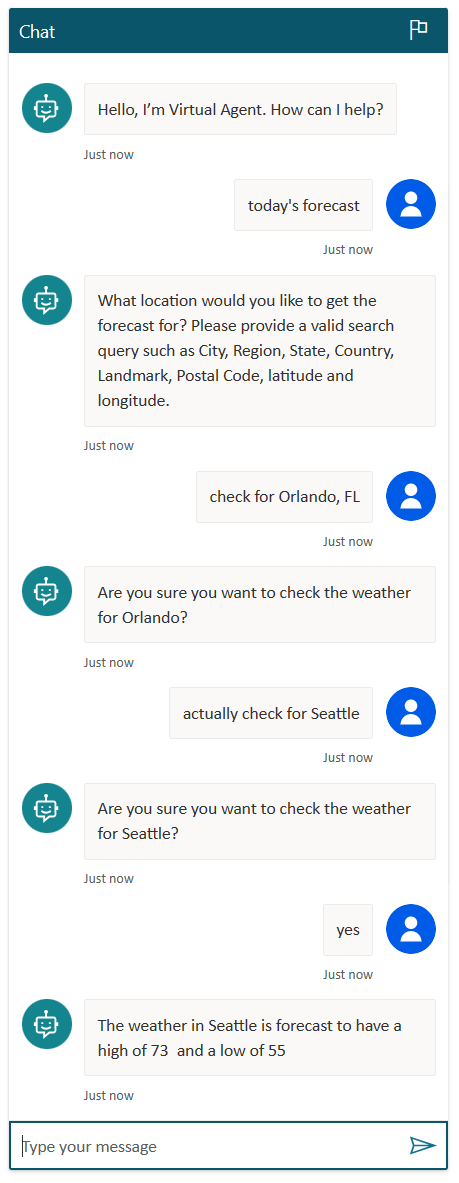 Chat
Hello, I’m Virtual Agent. How can I help?
Just now
today's forecast
Just now
What location would you like to get the
forecast for? Please provide a valid search
query such as City, Region, State, Country,
Landmark, Postal Code, latitude and
longitude.
Just now
check for Orlando, FL
Just now
Are you sure you want to check the weather
for Orlando?
Just now
actually check for Seattle
Just now
Are you sure you want to check the weather
for Seattle?
Just now
yes
Just now
The weather in Seattle is forecast to have a
high of 73  and a low of 55
Just now
Type your message